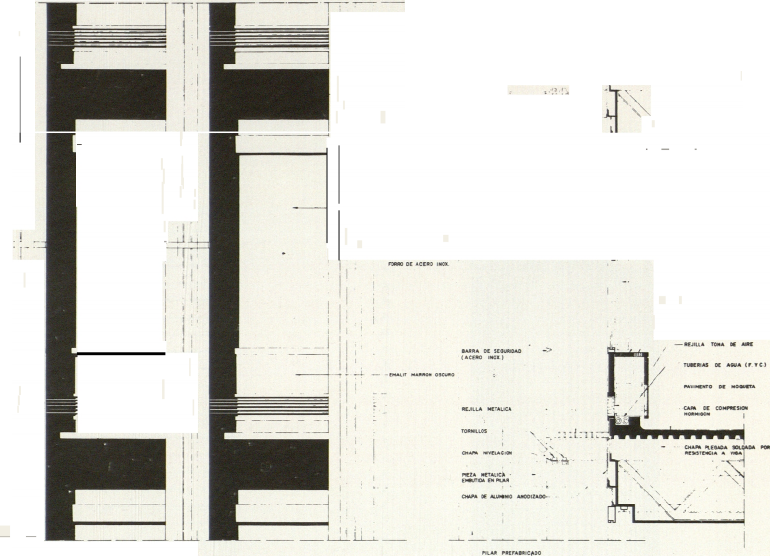 FORRO DE ACERO INOX.
BARRA DE SEGURIDAD
(ACERO INOX.)
EMALIT MARRON OSCURO
REJILLA METALICA
TORNILLOS
CHAPA NIVELACION
PIEZA METALICA
EMBUTIDA EN PILAR
CHAPA DE ALUMINIO ANODIZADO
PILAR PREFABRICADO
REJILLA TOMA DE AIRE
TUBERIAS DE AGUA (F. Y C.)
PAVIMENTO DE MOQUETA
CAPA DE COMPRESION
HORMIGON
CHAPA PLEGADA SOLDADA POR
RESISTENCIA A VIGA